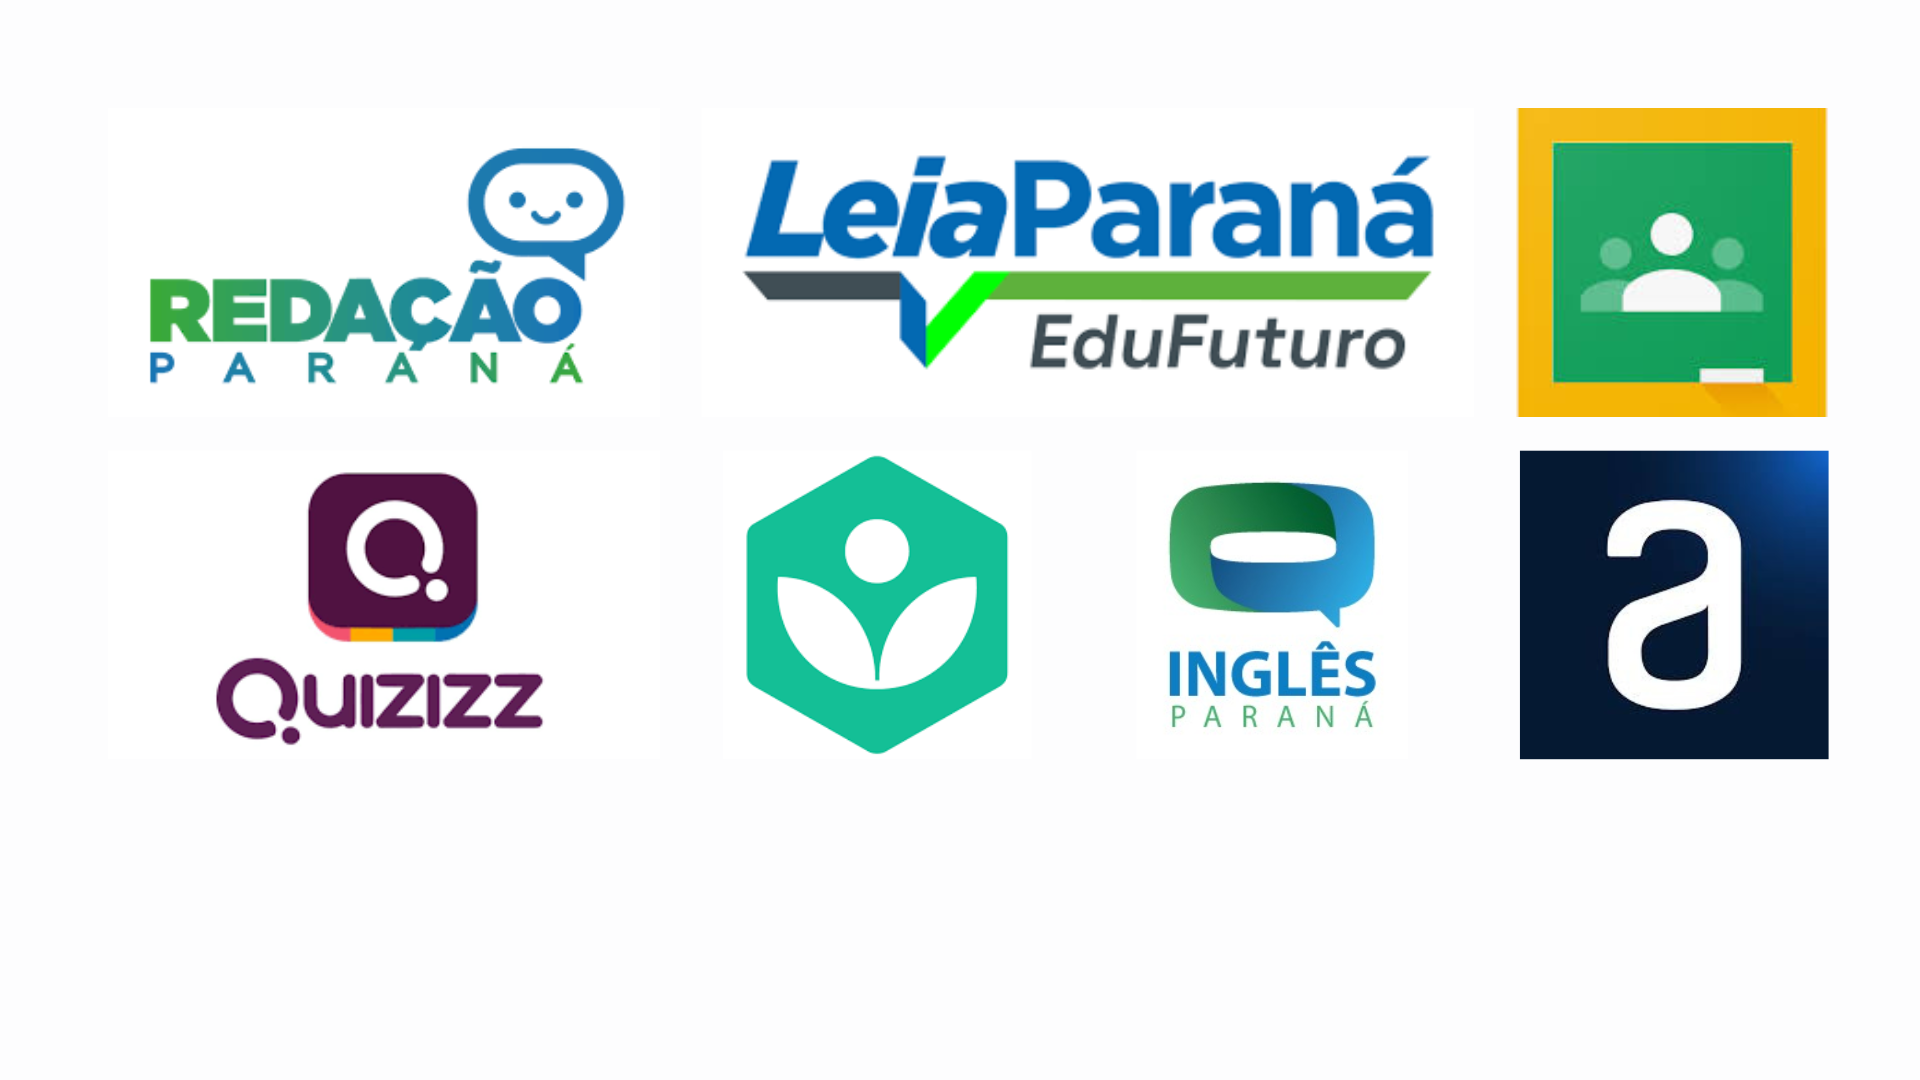 REDAÇÃO
PARANÁ
LeiaParaná
EduFuturo
QUIZIZZ
INGLÊS
PARANÁ
a